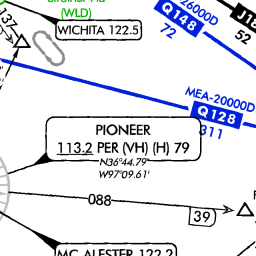 (WLD)
WICHITA 122.5
137
26000D
Q148
72
52
MEA-20000D
Q128
311
PIONEER
113.2 PER (VH) (H) 79
N36°44.79'
W97°09.61'
088
39
MC ALESTER 122.2